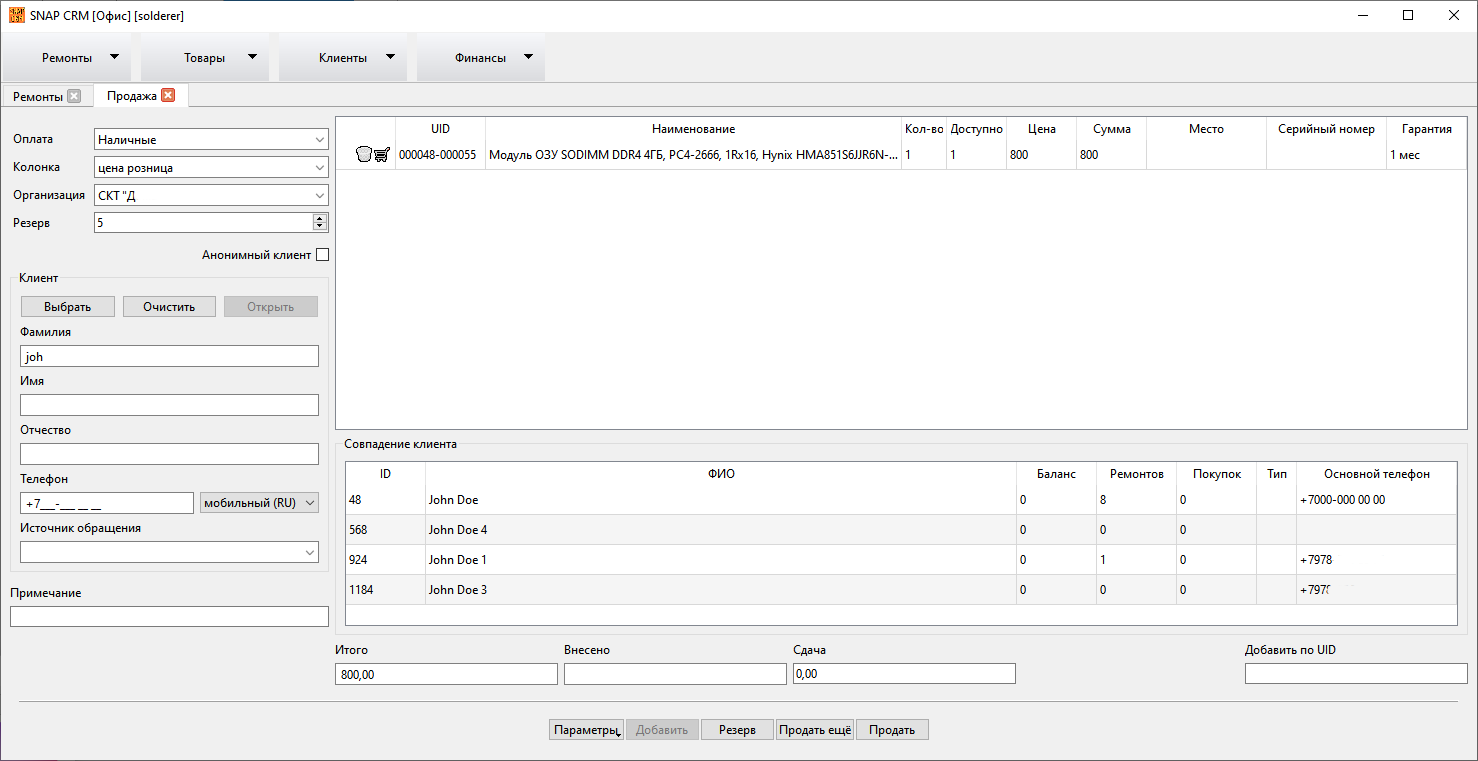 SNAP CRM [Офис] [solderer]
Ремонты Товары Клиенты Финансы
Ремонты Продажа
Оплата Наличные
Колонка цена розница
Организация СКТ "Д
Резерв 5
Анонимный клиент
Клиент
Выбрать Очистить Открыть
Фамилия
joh
Имя
Отчество
Телефон
+7___-___ __ __ мобильный (RU)
Источник обращения
Примечание
UID Наименование Кол-во Доступно Цена Сумма Место Серийный номер Гарантия
000048-000055 Модуль ОЗУ SODIMM DDR4 4ГБ, PC4-2666, 1Rx16, Hynix HMA851S6JJR6N-... 1 1 800 800 1 мес
Совпадение клиента
ID ФИО Баланс Ремонтов Покупок Тип Основной телефон
48 John Doe 0 8 0 +7000-000 00 00
568 John Doe 4 0 0 0
924 John Doe 1 0 1 0 +7978
1184 John Doe 3 0 0 0 +797
Итого Внесено Сдача Добавить по UID
800,00 0,00
Параметры Добавить Резерв Продать ещё Продать